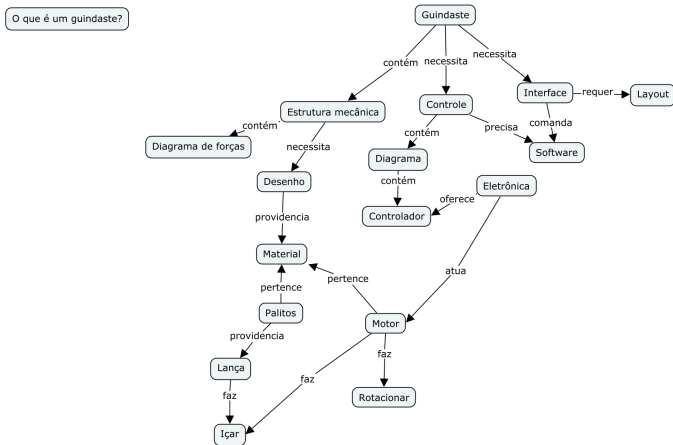 O que é um guindaste?
Guindaste
contém
necessita
necessita
Interface
requer
Layout
Estrutura mecânica
Controle
contém
contém
precisa
comanda
Diagrama de forças
necessita
Diagrama
Software
contém
Desenho
Eletrônica
oferece
providencia
Controlador
Material
atua
pertence
pertence
Palitos
Motor
providencia
faz
Lança
faz
faz
Rotacionar
Içar